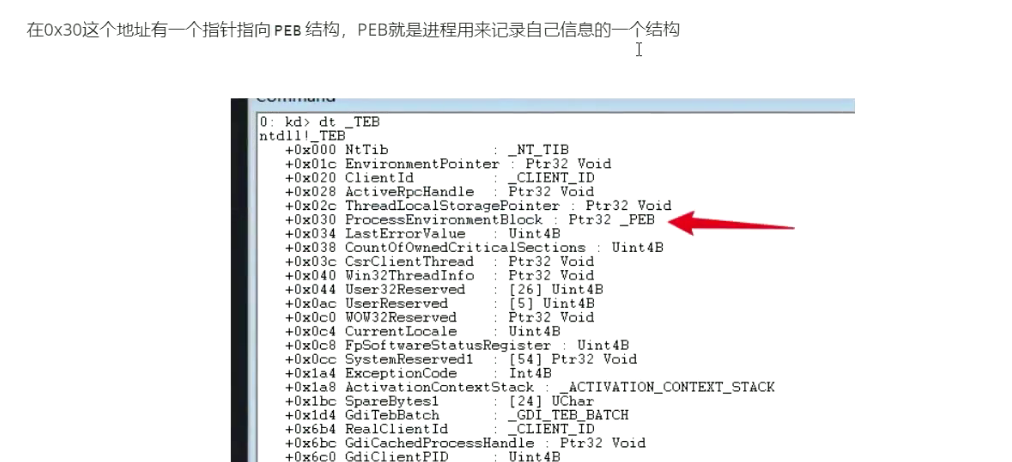 在0x30这个地址有一个指针指向 PEB 结构，PEB就是进程用来记录自己信息的一个结构
Command
0: kd> dt _TEB
ntdll!_TEB
+0x000 NtTib : _NT_TIB
+0x01c EnvironmentPointer : Ptr32 Void
+0x020 ClientId : _CLIENT_ID
+0x028 ActiveRpcHandle : Ptr32 Void
+0x02c ThreadLocalStoragePointer : Ptr32 Void
+0x030 ProcessEnvironmentBlock : Ptr32 _PEB
+0x034 LastErrorValue : Uint4B
+0x038 CountOfOwnedCriticalSections : Uint4B
+0x03c CsrClientThread : Ptr32 Void
+0x040 Win32ThreadInfo : Ptr32 Void
+0x044 User32Reserved : [26] Uint4B
+0x0ac UserReserved : [5] Uint4B
+0x0c0 WOW32Reserved : Ptr32 Void
+0x0c4 CurrentLocale : Uint4B
+0x0c8 FpSoftwareStatusRegister : Uint4B
+0x0cc SystemReserved1 : [54] Ptr32 Void
+0x1a4 ExceptionCode : Int4B
+0x1a8 ActivationContextStack : _ACTIVATION_CONTEXT_STACK
+0x1bc SpareBytes1 : [24] UChar
+0x1d4 GdiTebBatch : _GDI_TEB_BATCH
+0x6b4 RealClientId : _CLIENT_ID
+0x6bc GdiCachedProcessHandle : Ptr32 Void
+0x6c0 GdiClientPID : Uint4B